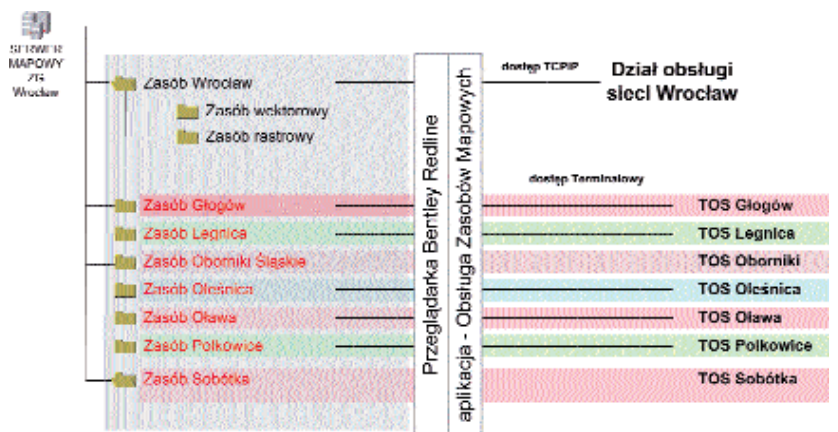 SERWER
MAPOWY
ZG
Wrocław
Zasób Wrocław
Zasób wektorowy
Zasób rastrowy
dostęp TCPIP
Dział obsługi
sieci Wrocław
Przeglądarka Bentley Redline
aplikacja - Obsługa Zasobów Mapowych
dostęp Terminalowy
Zasób Głogów
TOS Głogów
Zasób Legnica
TOS Legnica
Zasób Oborniki Śląskie
TOS Oborniki
Zasób Oleśnica
TOS Oleśnica
Zasób Oława
TOS Oława
Zasób Polkowice
TOS Polkowice
Zasób Sobótka
TOS Sobótka